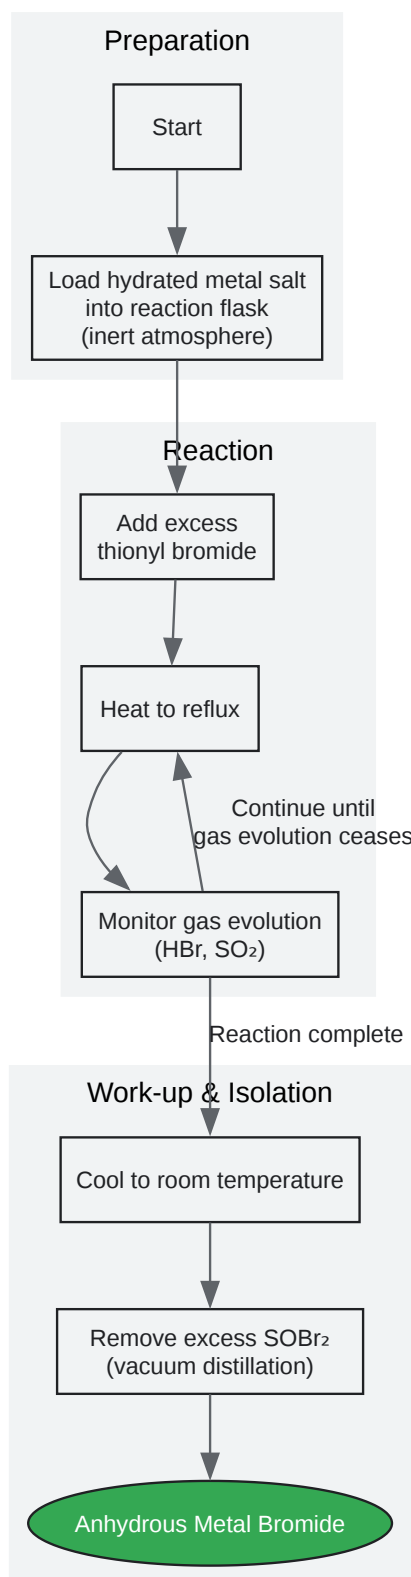 Preparation
Start
Load hydrated metal salt
into reaction flask
(inert atmosphere)
Reaction
Add excess
thionyl bromide
Heat to reflux
Continue until
gas evolution ceases
Monitor gas evolution
(HBr, SO₂)
Reaction complete
Work-up & Isolation
Cool to room temperature
Remove excess SOBr₂
(vacuum distillation)
Anhydrous Metal Bromide